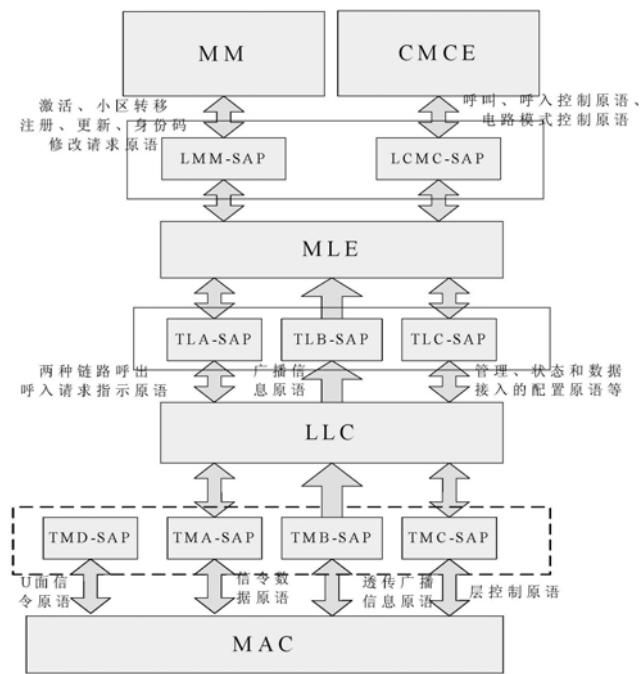 MM
CMCE
激活、小区转移
注册、更新、身份码
修改请求原语
呼叫、呼入控制原语、
电路模式控制原语
LMM-SAP
LCMC-SAP
MLE
TLA-SAP
TLB-SAP
TLC-SAP
两种链路呼出
呼入请求指示原语
广播信
息原语
管理、状态和数据
接入的配置原语等
LLC
TMD-SAP
TMA-SAP
TMB-SAP
TMC-SAP
U面信
令原语
信令数
据原语
透传广播
信息原语
层控制原语
MAC